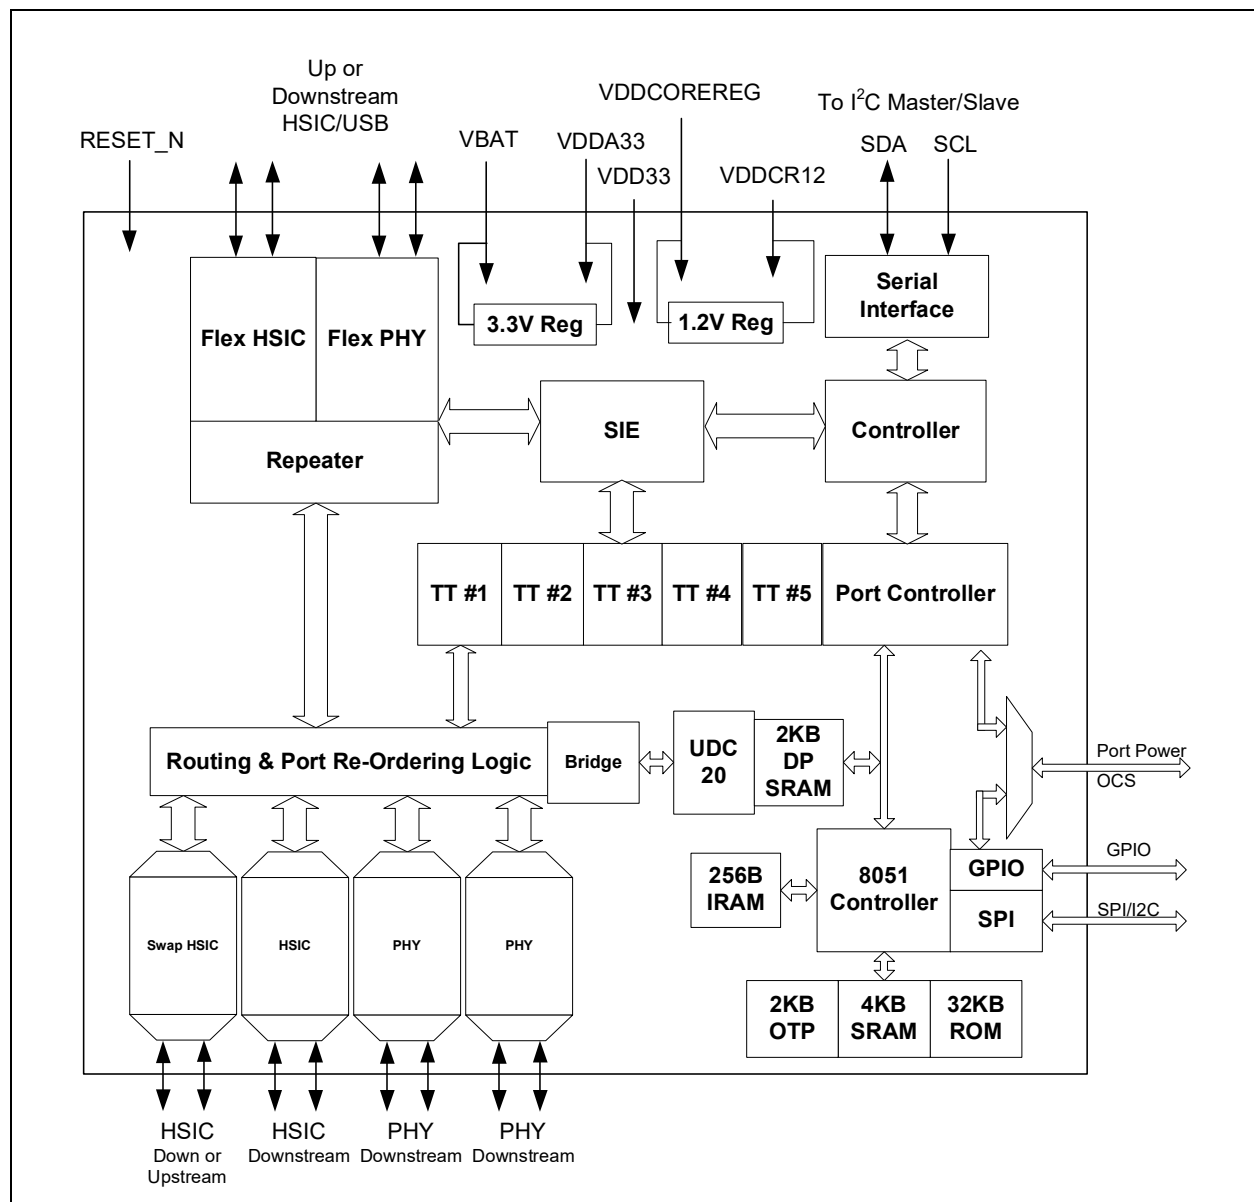 Up or
Downstream
HSIC/USB
RESET_N
VBAT
VDDA33
VDDCOREREG
VDD33
VDDCR12
To I²C Master/Slave
SDA
SCL
Flex HSIC
Flex PHY
3.3V Reg
1.2V Reg
Serial
Interface
Repeater
SIE
Controller
TT #1
TT #2
TT #3
TT #4
TT #5
Port Controller
Routing & Port Re-Ordering Logic
Bridge
UDC
20
2KB
DP
SRAM
Port Power
OCS
256B
IRAM
8051
Controller
GPIO
SPI
GPIO
SPI/I2C
Swap HSIC
HSIC
PHY
PHY
2KB
OTP
4KB
SRAM
32KB
ROM
HSIC
Down or
Upstream
HSIC
Downstream
PHY
Downstream
PHY
Downstream